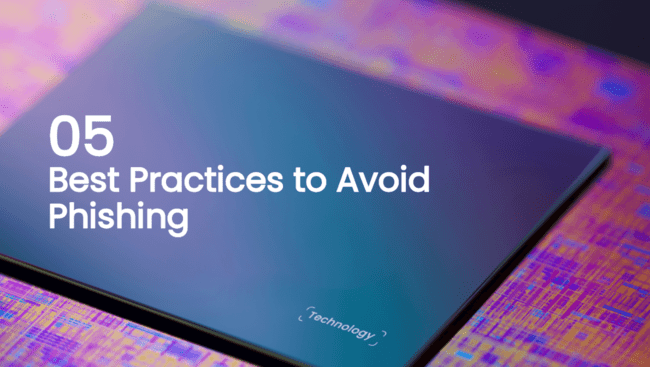 05
Best Practices to Avoid
Phishing
Technology